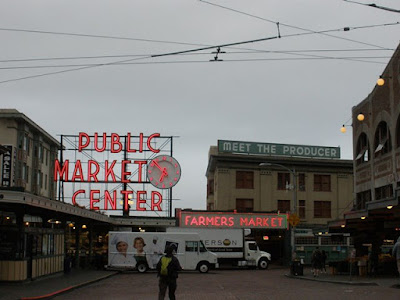 MEET THE PRODUCER
PUBLIC
MARKET
CENTER
FARMERS MARKET